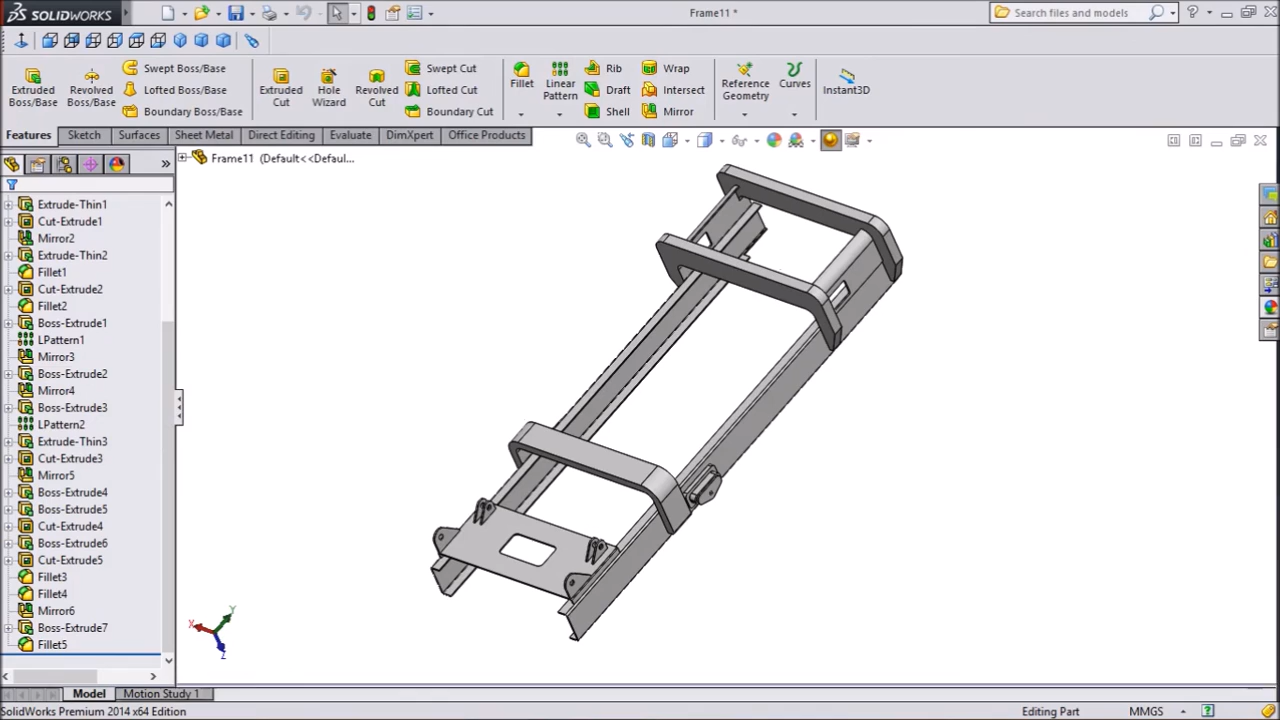 SOLIDWORKS
Frame11 *
Search files and models
Extruded Boss/Base
Revolved Boss/Base
Swept Boss/Base
Lofted Boss/Base
Boundary Boss/Base
Extruded Cut
Hole Wizard
Revolved Cut
Swept Cut
Lofted Cut
Boundary Cut
Fillet
Linear Pattern
Rib
Draft
Shell
Wrap
Intersect
Mirror
Reference Geometry
Curves
Instant3D
Features Sketch Surfaces Sheet Metal Direct Editing Evaluate DimXpert Office Products
Frame11 (Default<<Defaul...
Extrude-Thin1
Cut-Extrude1
Mirror2
Extrude-Thin2
Fillet1
Cut-Extrude2
Fillet2
Boss-Extrude1
LPattern1
Mirror3
Boss-Extrude2
Mirror4
Boss-Extrude3
LPattern2
Extrude-Thin3
Cut-Extrude3
Mirror5
Boss-Extrude4
Boss-Extrude5
Cut-Extrude4
Boss-Extrude6
Cut-Extrude5
Fillet3
Fillet4
Mirror6
Boss-Extrude7
Fillet5
X Y Z
Model Motion Study 1
SolidWorks Premium 2014 x64 Edition Editing Part MMGS